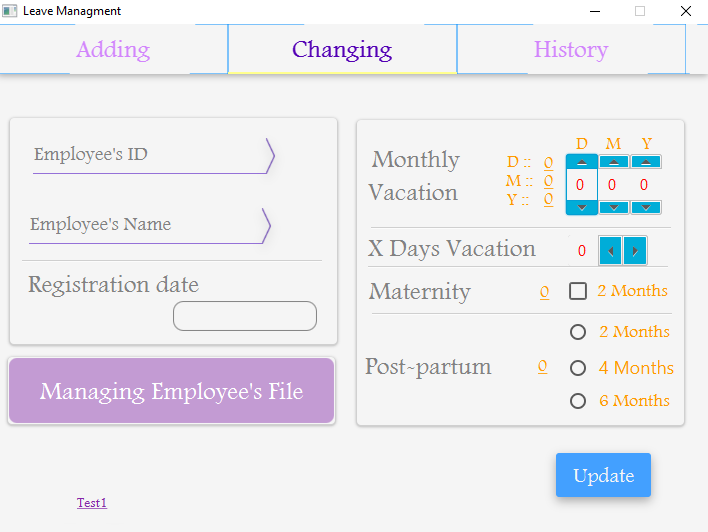 Leave Managment
Adding
Changing
History
Employee's ID
Employee's Name
Registration date
Managing Employee's File
Test1
D M Y
Monthly Vacation
D :: 0
M :: 0
Y :: 0
0 0 0
X Days Vacation 0
Maternity 0 2 Months
Post-partum 0
2 Months
4 Months
6 Months
Update